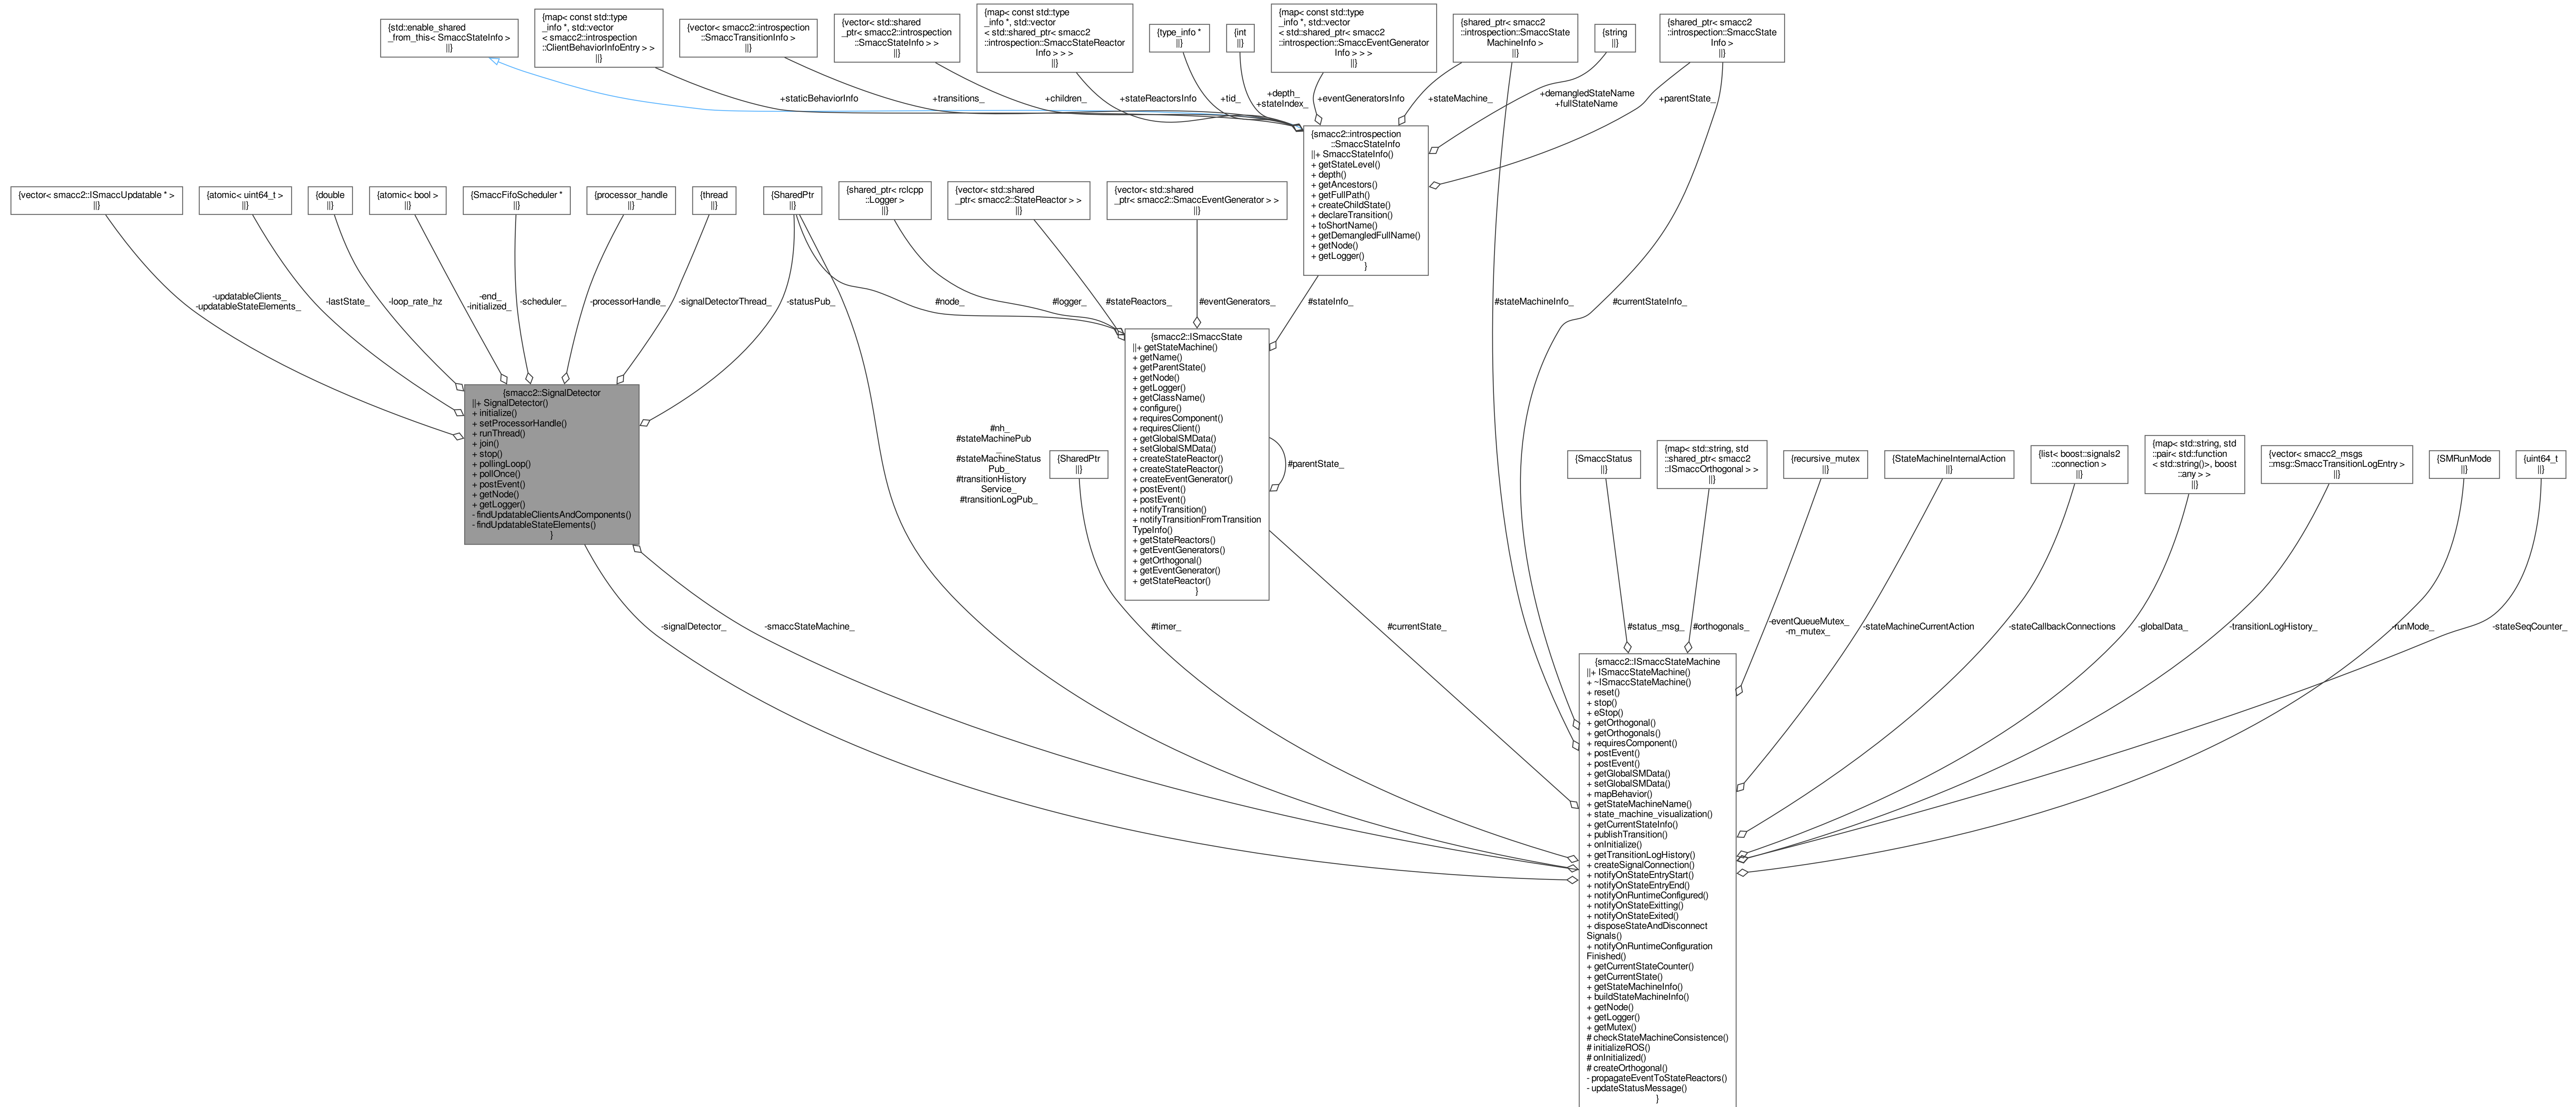 {std::enable_shared
_from_this< SmaccStateInfo >
||}
{map< const std::type
_info *, std::vector
< smacc2::introspection
::ClientBehaviorInfoEntry > >
||}
{vector< smacc2::introspection
::SmaccTransitionInfo >
||}
{vector< std::shared
_ptr< smacc2::introspection
::SmaccStateInfo > >
||}
{map< const std::type
_info *, std::vector
< std::shared_ptr< smacc2
::introspection::SmaccStateReactor
Info > > >
||}
{type_info *
||}
{int
||}
{map< const std::type
_info *, std::vector
< std::shared_ptr< smacc2
::introspection::SmaccEventGenerator
Info > > >
||}
{shared_ptr< smacc2
::introspection::SmaccState
MachineInfo >
||}
{string
||}
{shared_ptr< smacc2
::introspection::SmaccState
Info >
||}
+staticBehaviorInfo
+transitions_
+children_
+stateReactorsInfo
+tid_
+depth_
+stateIndex_
+eventGeneratorsInfo
+stateMachine_
+demangledStateName
+fullStateName
+parentState_
{smacc2::introspection
::SmaccStateInfo
||+ SmaccStateInfo()
+ getStateLevel()
+ depth()
+ getAncestors()
+ getFullPath()
+ createChildState()
+ declareTransition()
+ toShortName()
+ getDemangledFullName()
+ getNode()
+ getLogger()
}
{vector< smacc2::ISmaccUpdatable * >
||}
{atomic< uint64_t >
||}
{double
||}
{atomic< bool >
||}
{SmaccFifoScheduler *
||}
{processor_handle
||}
{thread
||}
{SharedPtr
||}
{shared_ptr< rclcpp
::Logger >
||}
{vector< std::shared
_ptr< smacc2::StateReactor > >
||}
{vector< std::shared
_ptr< smacc2::SmaccEventGenerator > >
||}
-updatableClients_
-updatableStateElements_
-lastState_
-loop_rate_hz
-end_
-initialized_
-scheduler_
-processorHandle_
-signalDetectorThread_
-statusPub_
#node_
#logger_
#stateReactors_
#eventGenerators_
#stateInfo_
#stateMachineInfo_
#currentStateInfo_
{smacc2::ISmaccState
||+ getStateMachine()
+ getName()
+ getParentState()
+ getNode()
+ getLogger()
+ getClassName()
+ configure()
+ requiresComponent()
+ requiresClient()
+ getGlobalSMData()
+ setGlobalSMData()
+ createStateReactor()
+ createStateReactor()
+ createEventGenerator()
+ postEvent()
+ postEvent()
+ notifyTransition()
+ notifyTransitionFromTransition
TypeInfo()
+ getStateReactors()
+ getEventGenerators()
+ getOrthogonal()
+ getEventGenerator()
+ getStateReactor()
}
#parentState_
{smacc2::SignalDetector
||+ SignalDetector()
+ initialize()
+ setProcessorHandle()
+ runThread()
+ join()
+ stop()
+ pollingLoop()
+ pollOnce()
+ postEvent()
+ getNode()
+ getLogger()
- findUpdatableClientsAndComponents()
- findUpdatableStateElements()
}
#nh_
#stateMachinePub
_
#stateMachineStatus
Pub_
#transitionHistory
Service_
#transitionLogPub_
{SharedPtr
||}
{SmaccStatus
||}
{map< std::string, std
::shared_ptr< smacc2
::ISmaccOrthogonal > >
||}
{recursive_mutex
||}
{StateMachineInternalAction
||}
{list< boost::signals2
::connection >
||}
{map< std::string, std
::pair< std::function
< std::string()>, boost
::any > >
||}
{vector< smacc2_msgs
::msg::SmaccTransitionLogEntry >
||}
{SMRunMode
||}
{uint64_t
||}
-signalDetector_
-smaccStateMachine_
#timer_
#currentState_
#status_msg_
#orthogonals_
-eventQueueMutex_
-m_mutex_
-stateMachineCurrentAction
-stateCallbackConnections
-globalData_
-transitionLogHistory_
-runMode_
-stateSeqCounter_
{smacc2::ISmaccStateMachine
||+ ISmaccStateMachine()
+ ~ISmaccStateMachine()
+ reset()
+ stop()
+ eStop()
+ getOrthogonal()
+ getOrthogonals()
+ requiresComponent()
+ postEvent()
+ postEvent()
+ getGlobalSMData()
+ setGlobalSMData()
+ mapBehavior()
+ getStateMachineName()
+ state_machine_visualization()
+ getCurrentStateInfo()
+ publishTransition()
+ onInitialize()
+ getTransitionLogHistory()
+ createSignalConnection()
+ notifyOnStateEntryStart()
+ notifyOnStateEntryEnd()
+ notifyOnRuntimeConfigured()
+ notifyOnStateExitting()
+ notifyOnStateExited()
+ disposeStateAndDisconnect
Signals()
+ notifyOnRuntimeConfiguration
Finished()
+ getCurrentStateCounter()
+ getCurrentState()
+ getStateMachineInfo()
+ buildStateMachineInfo()
+ getNode()
+ getLogger()
+ getMutex()
# checkStateMachineConsistence()
# initializeROS()
# onInitialized()
# createOrthogonal()
- propagateEventToStateReactors()
- updateStatusMessage()
}